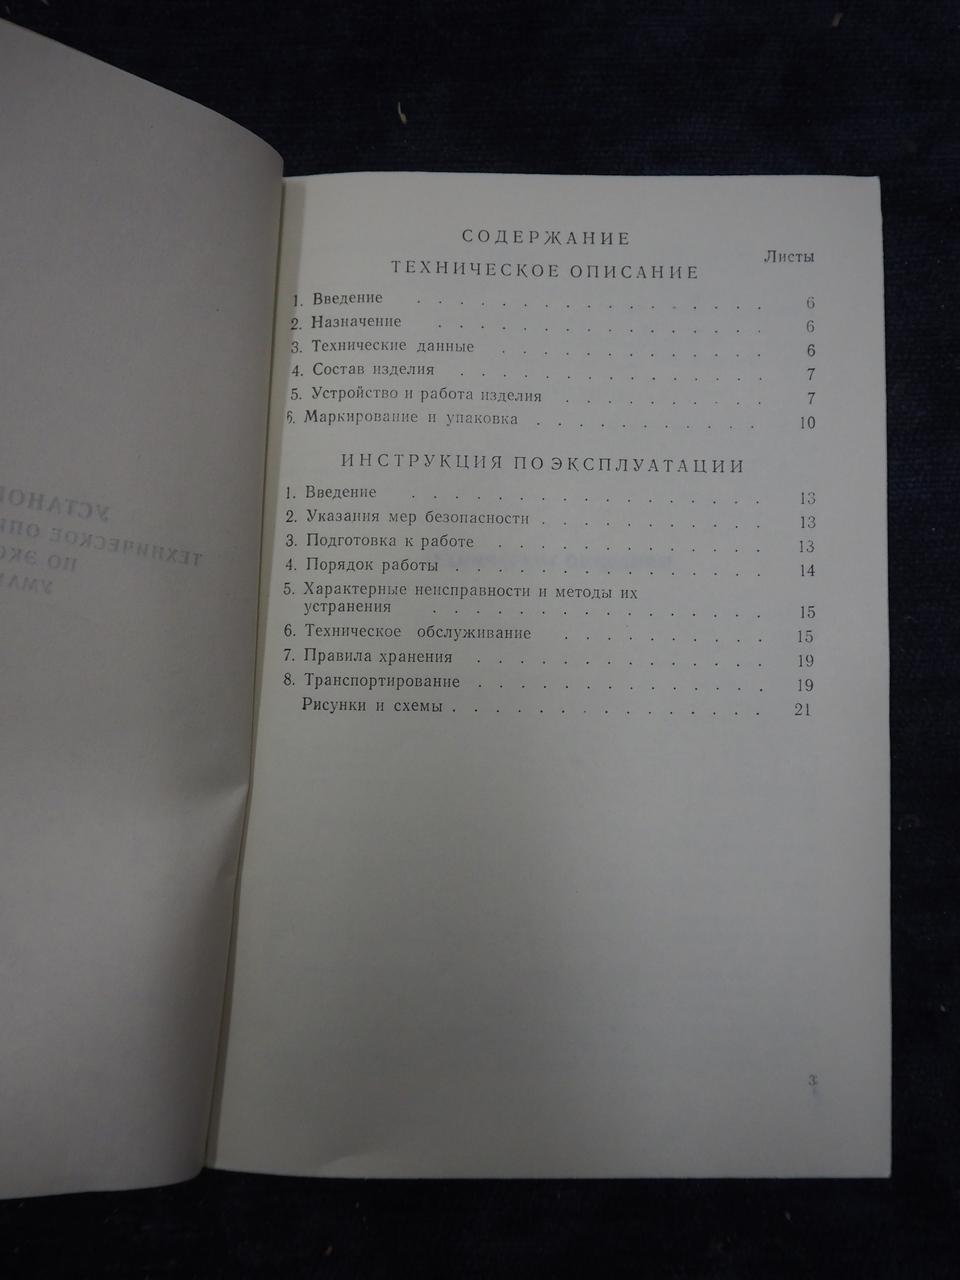 СОДЕРЖАНИЕ
Листы
ТЕХНИЧЕСКОЕ ОПИСАНИЕ
1. Введение . . . . . . . . . . . . . 6
2. Назначение . . . . . . . . . . . . 6
3. Технические данные . . . . . . . . . . 6
4. Состав изделия . . . . . . . . . . . 7
5. Устройство и работа изделия . . . . . . . 7
6. Маркирование и упаковка . . . . . . . . 10
ИНСТРУКЦИЯ ПО ЭКСПЛУАТАЦИИ
1. Введение . . . . . . . . . . . . . 13
2. Указания мер безопасности . . . . . . . . 13
3. Подготовка к работе . . . . . . . . . 13
4. Порядок работы . . . . . . . . . . . 14
5. Характерные неисправности и методы их
устранения . . . . . . . . . . . . 15
6. Техническое обслуживание . . . . . . . 15
7. Правила хранения . . . . . . . . . . 19
8. Транспортирование . . . . . . . . . . 19
Рисунки и схемы . . . . . . . . . . . 21
3